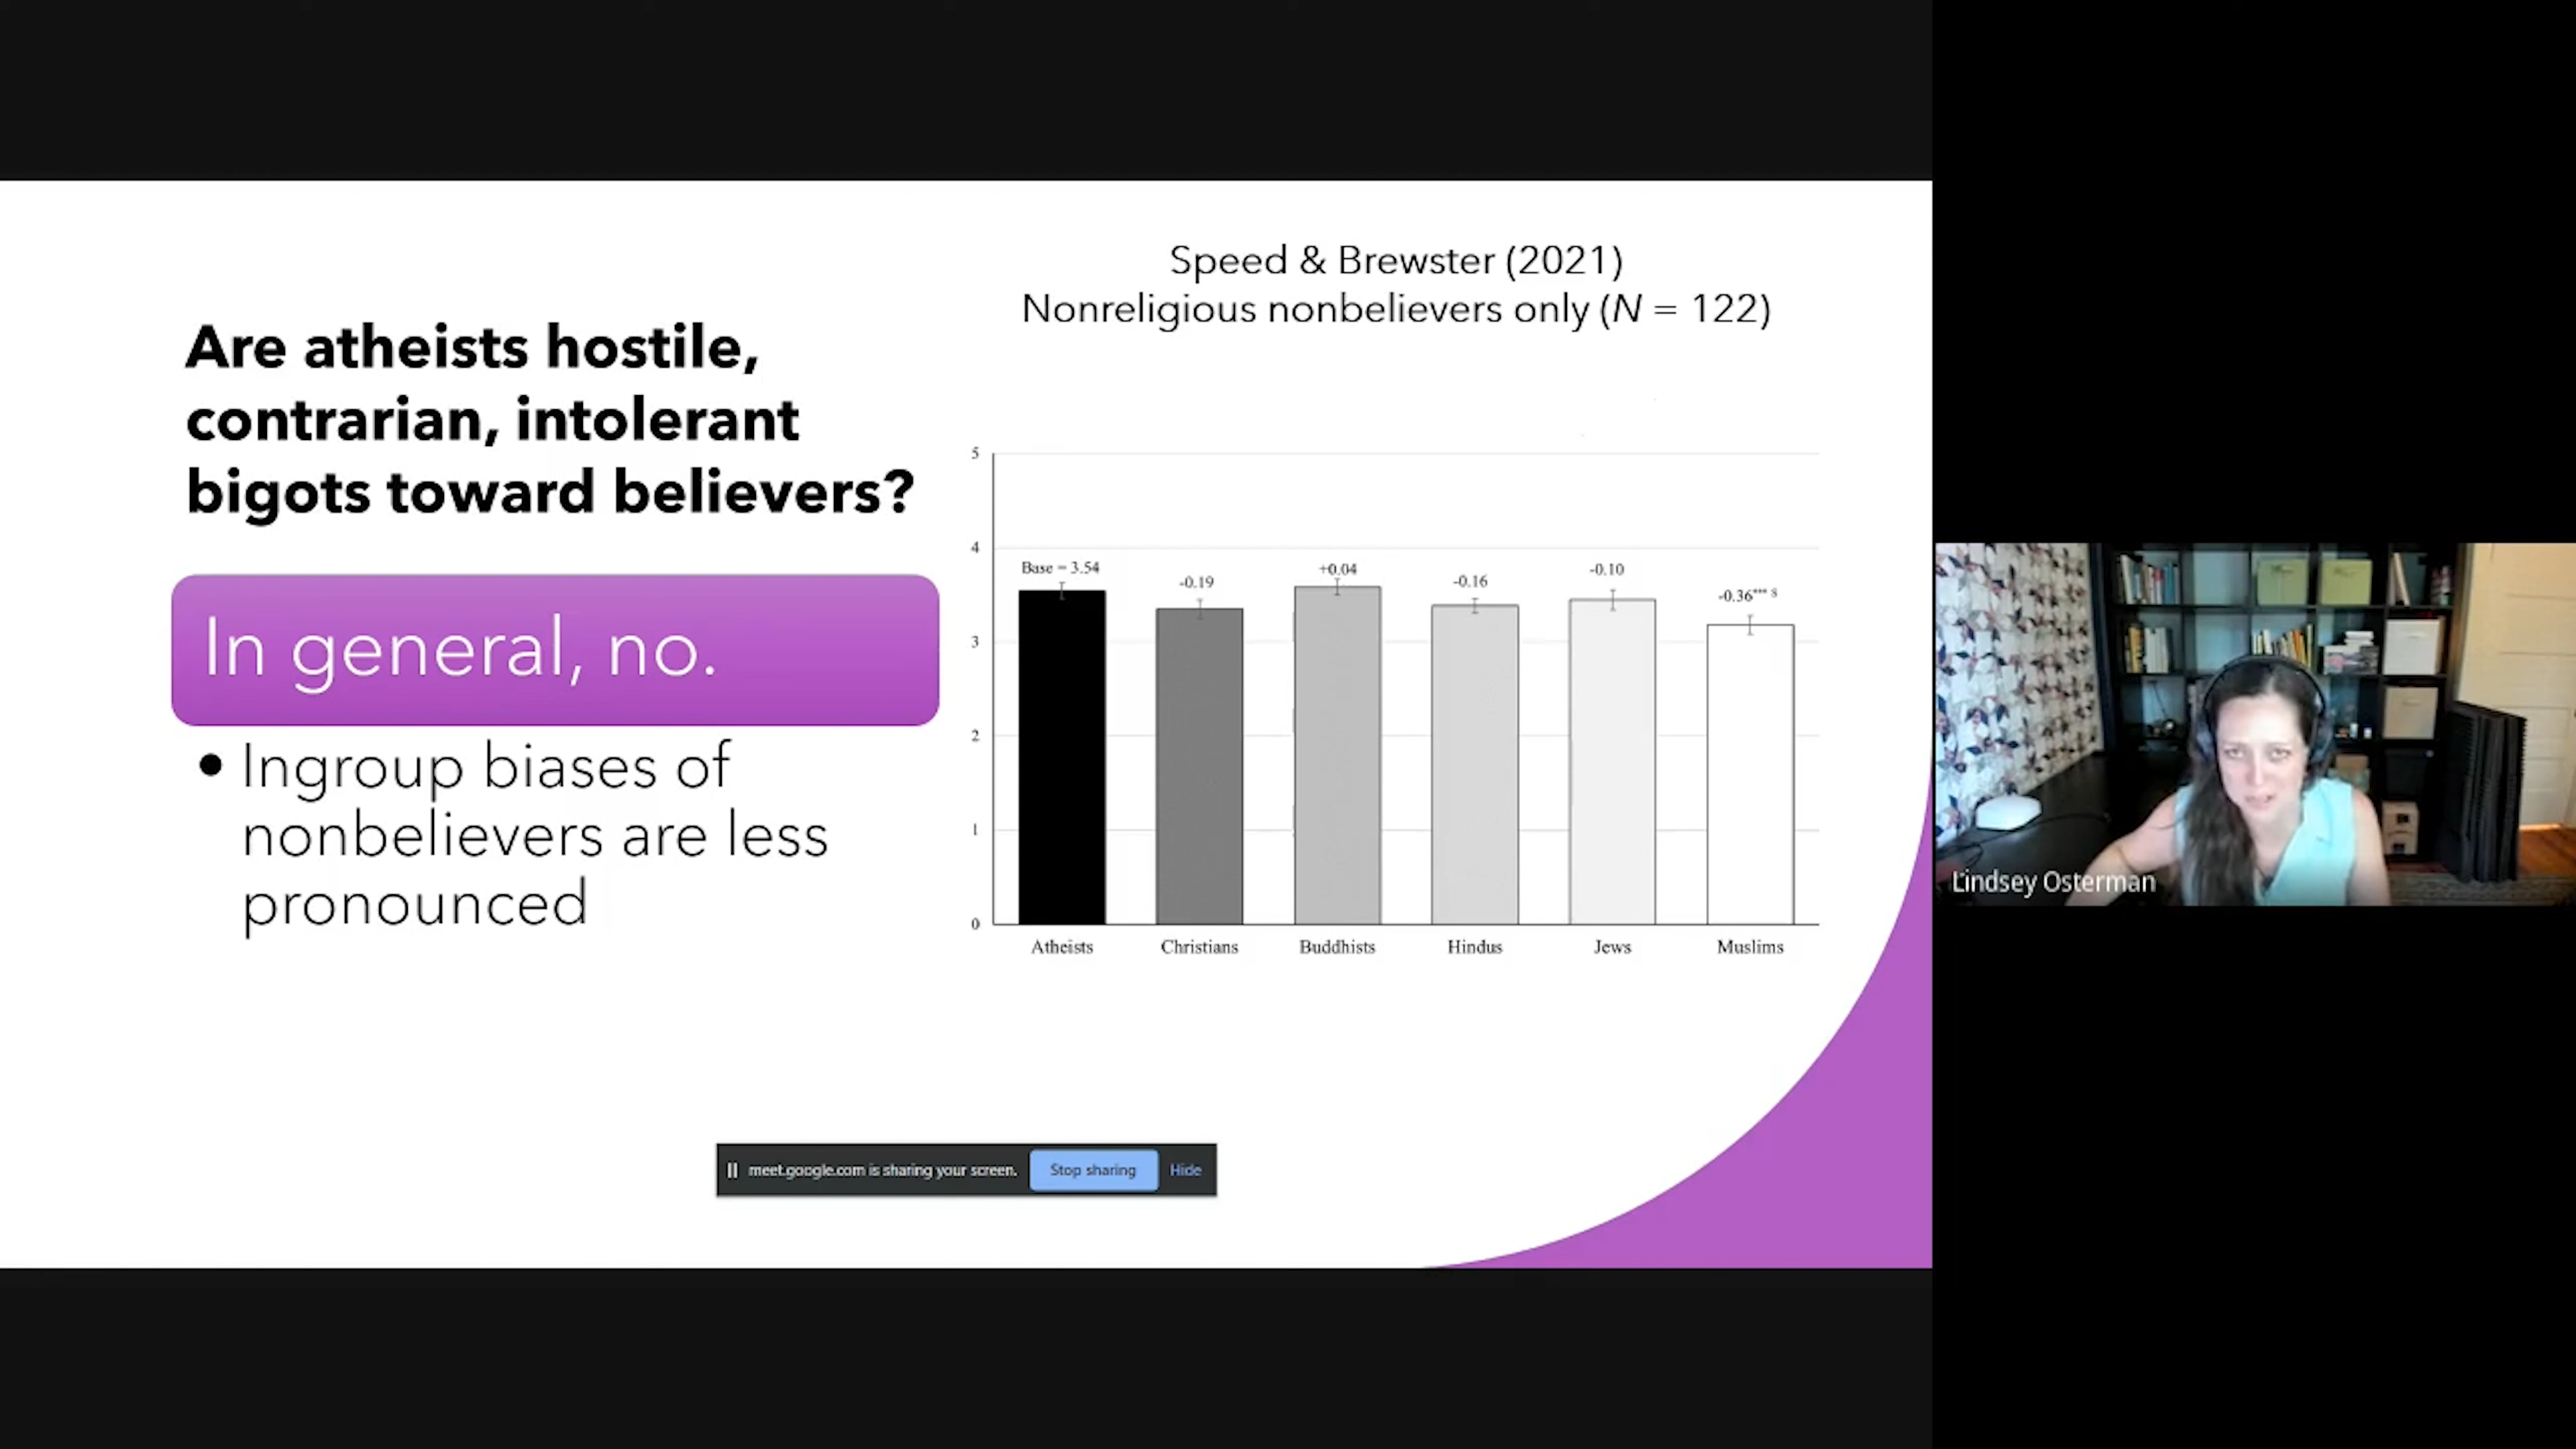 Speed & Brewster (2021)
Nonreligious nonbelievers only (N = 122)
Are atheists hostile,
contrarian, intolerant
bigots toward believers?
In general, no.
• Ingroup biases of
nonbelievers are less
pronounced
5
4
3
2
1
0
Base = 3.54
-0.19
+0.04
-0.16
-0.10
-0.36*** §
Atheists
Christians
Buddhists
Hindus
Jews
Muslims
meet.google.com is sharing your screen.
Stop sharing
Hide
Lindsey Osterman